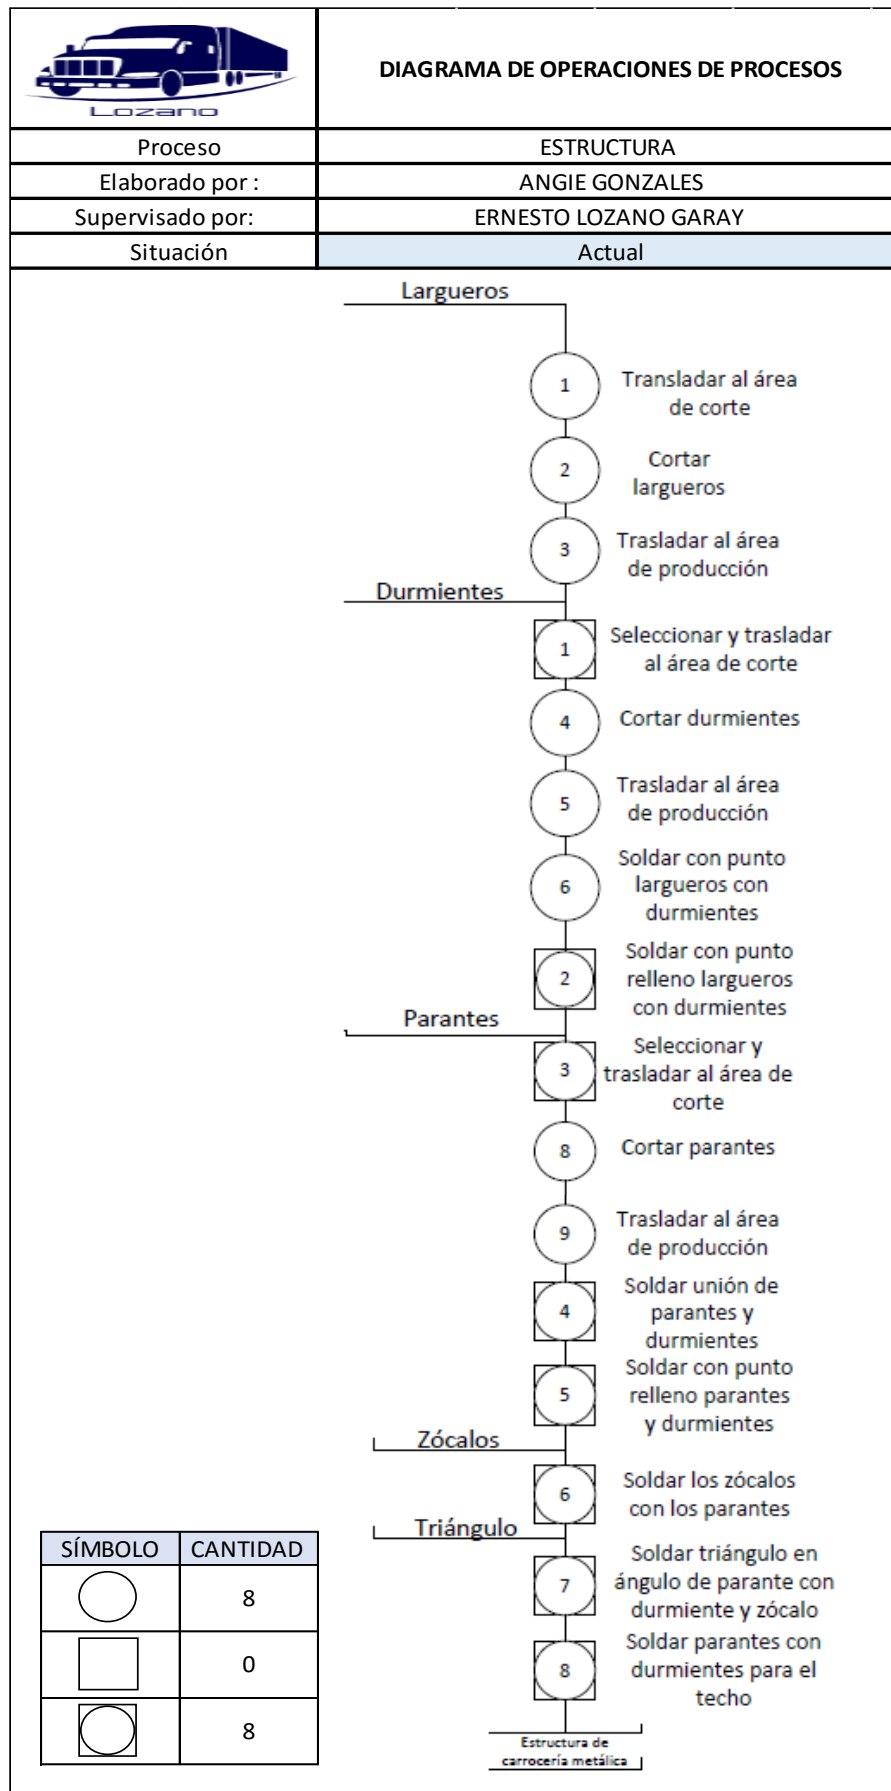 Lozano
DIAGRAMA DE OPERACIONES DE PROCESOS
Proceso
ESTRUCTURA
Elaborado por :
ANGIE GONZALES
Supervisado por:
ERNESTO LOZANO GARAY
Situación
Actual
Largueros
1
Transladar al área
de corte
2
Cortar
largueros
3
Trasladar al área
de producción
Durmientes
1
Seleccionar y trasladar
al área de corte
4
Cortar durmientes
5
Trasladar al área
de producción
6
Soldar con punto
largueros con
durmientes
2
Soldar con punto
relleno largueros
con durmientes
Parantes
3
Seleccionar y
trasladar al área de
corte
8
Cortar parantes
9
Trasladar al área
de producción
4
Soldar unión de
parantes y
durmientes
5
Soldar con punto
relleno parantes
y durmientes
Zócalos
6
Soldar los zócalos
con los parantes
Triángulo
7
Soldar triángulo en
ángulo de parante con
durmiente y zócalo
8
Soldar parantes con
durmientes para el
techo
Estructura de
carrocería metálica
SÍMBOLO
CANTIDAD
8
0
8